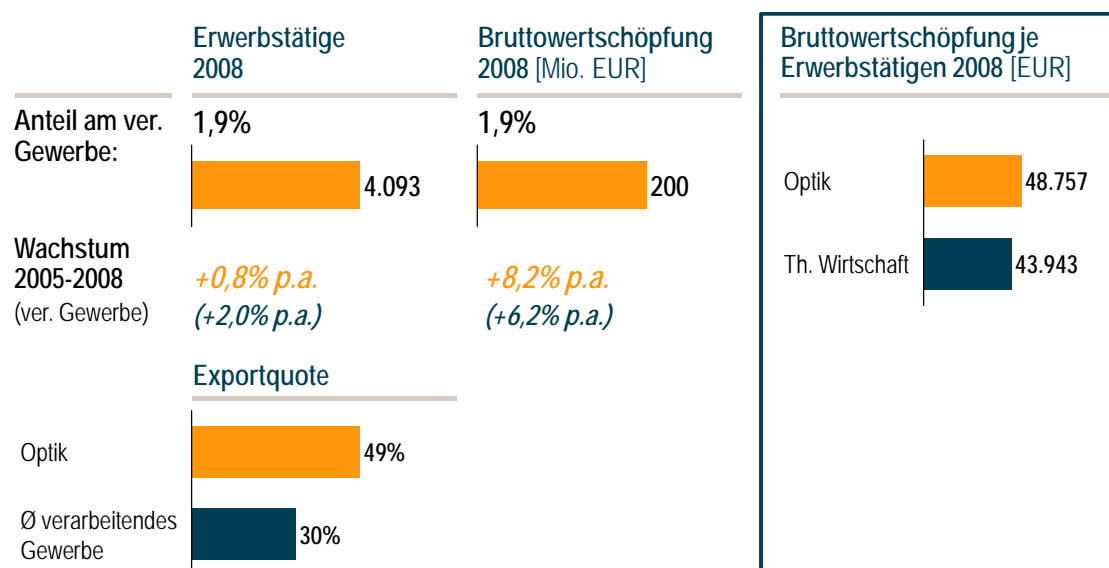 Erwerbstätige
2008
Bruttowertschöpfung
2008 [Mio. EUR]
Bruttowertschöpfung je
Erwerbstätigen 2008 [EUR]
Anteil am ver.
Gewerbe:
1,9%
1,9%
4.093
200
Optik
48.757
Th. Wirtschaft
43.943
Wachstum
2005-2008
(ver. Gewerbe)
+0,8% p.a.
(+2,0% p.a.)
+8,2% p.a.
(+6,2% p.a.)
Exportquote
Optik
49%
Ø verarbeitendes
Gewerbe
30%